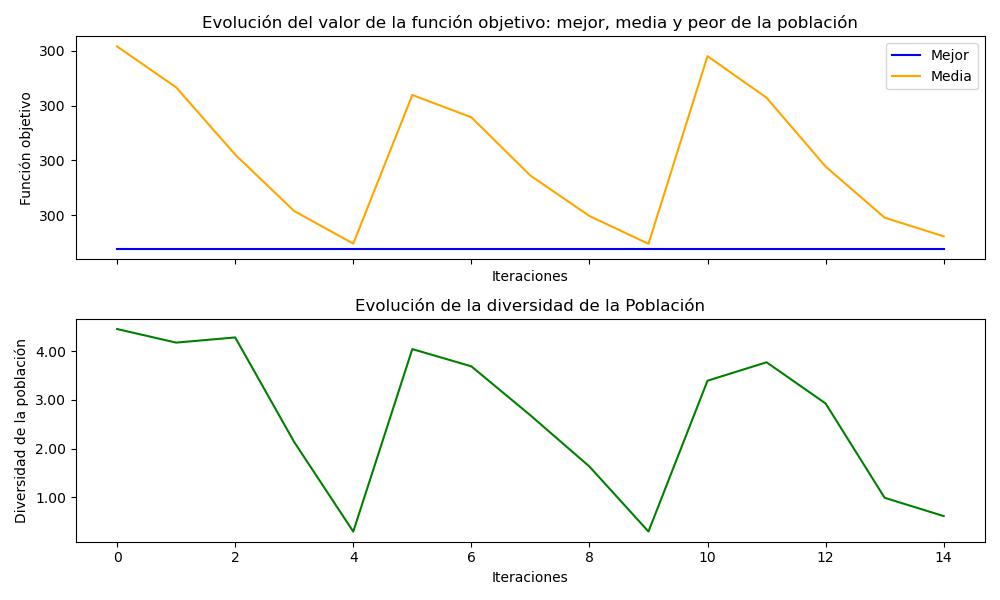 Evolución del valor de la función objetivo: mejor, media y peor de la población
300
300
300
300
Función objetivo
Mejor
Media
Iteraciones
Evolución de la diversidad de la Población
4.00
3.00
2.00
1.00
Diversidad de la población
0 2 4 6 8 10 12 14
Iteraciones